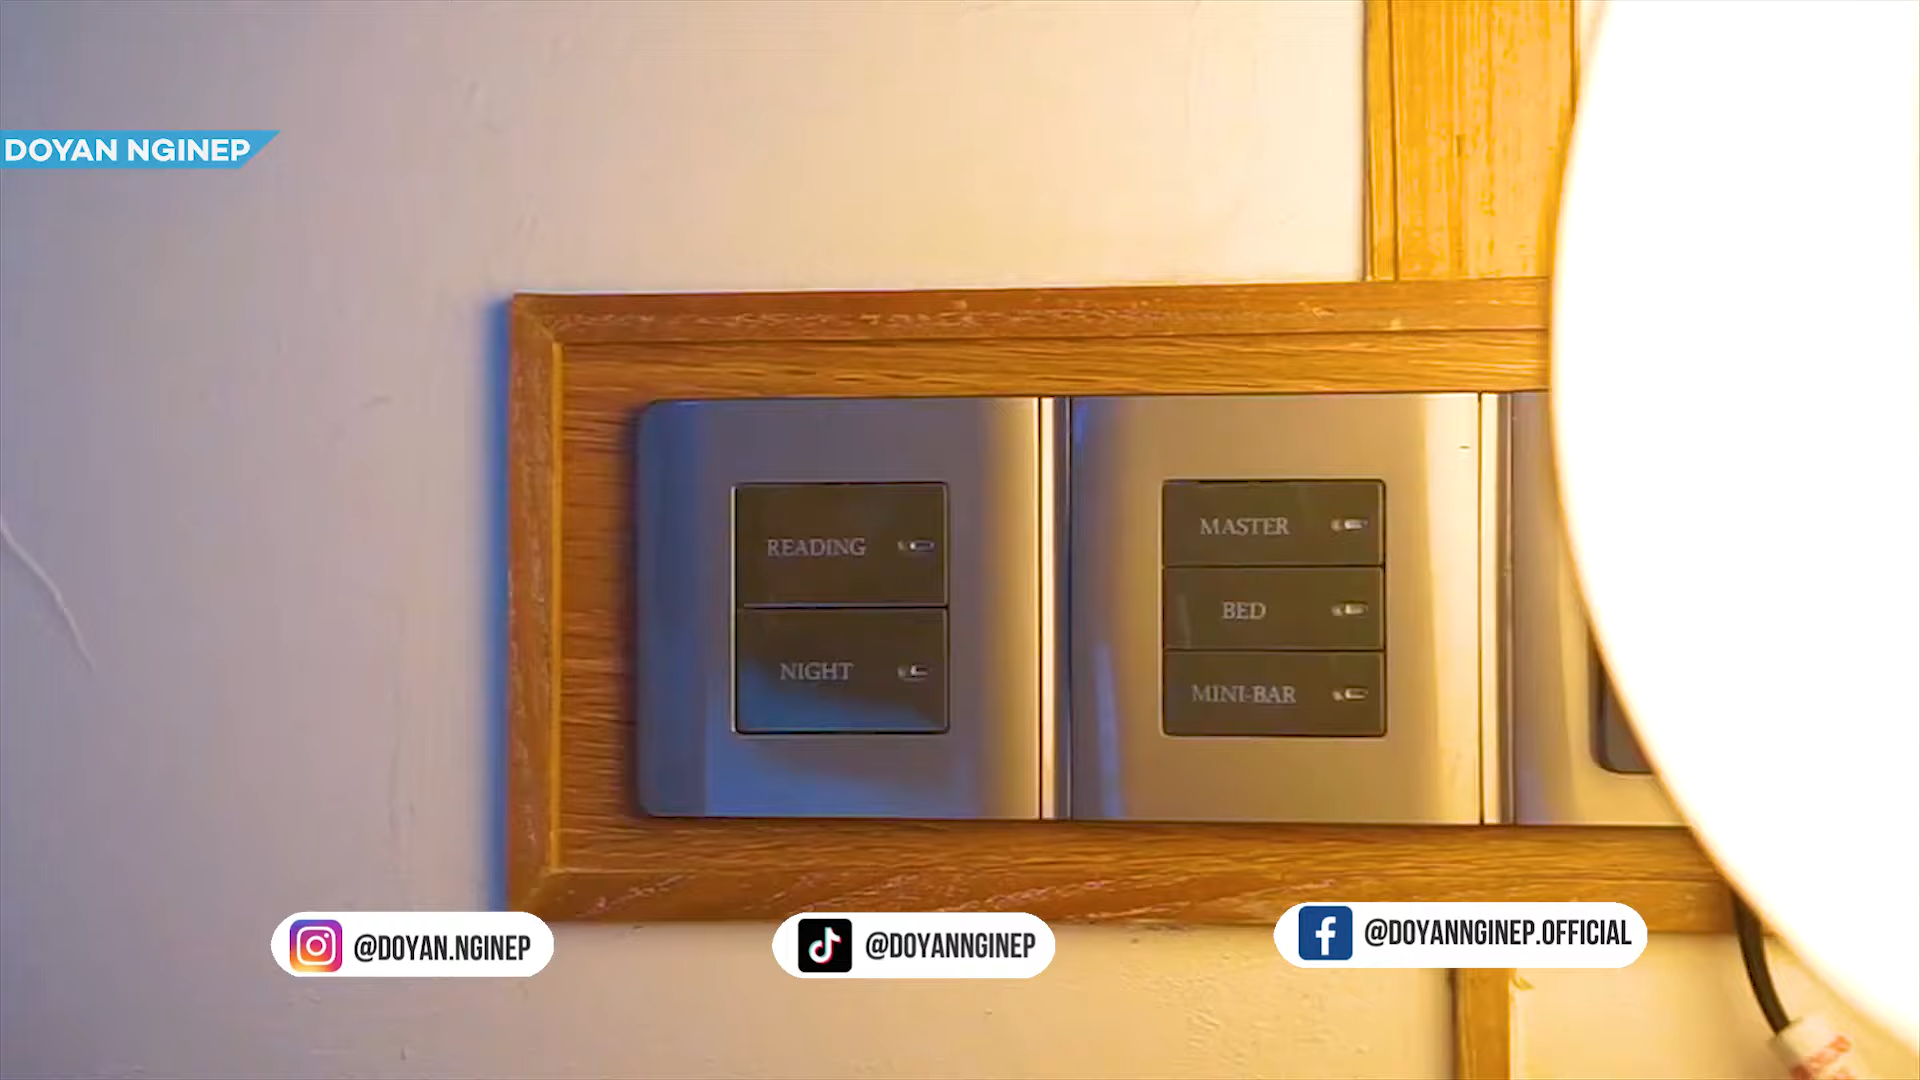 DOYAN NGINEP
READING
NIGHT
MASTER
BED
MINI-BAR
@DOYAN.NGINEP
@DOYANNGINEP
@DOYANNGINEP.OFFICIAL